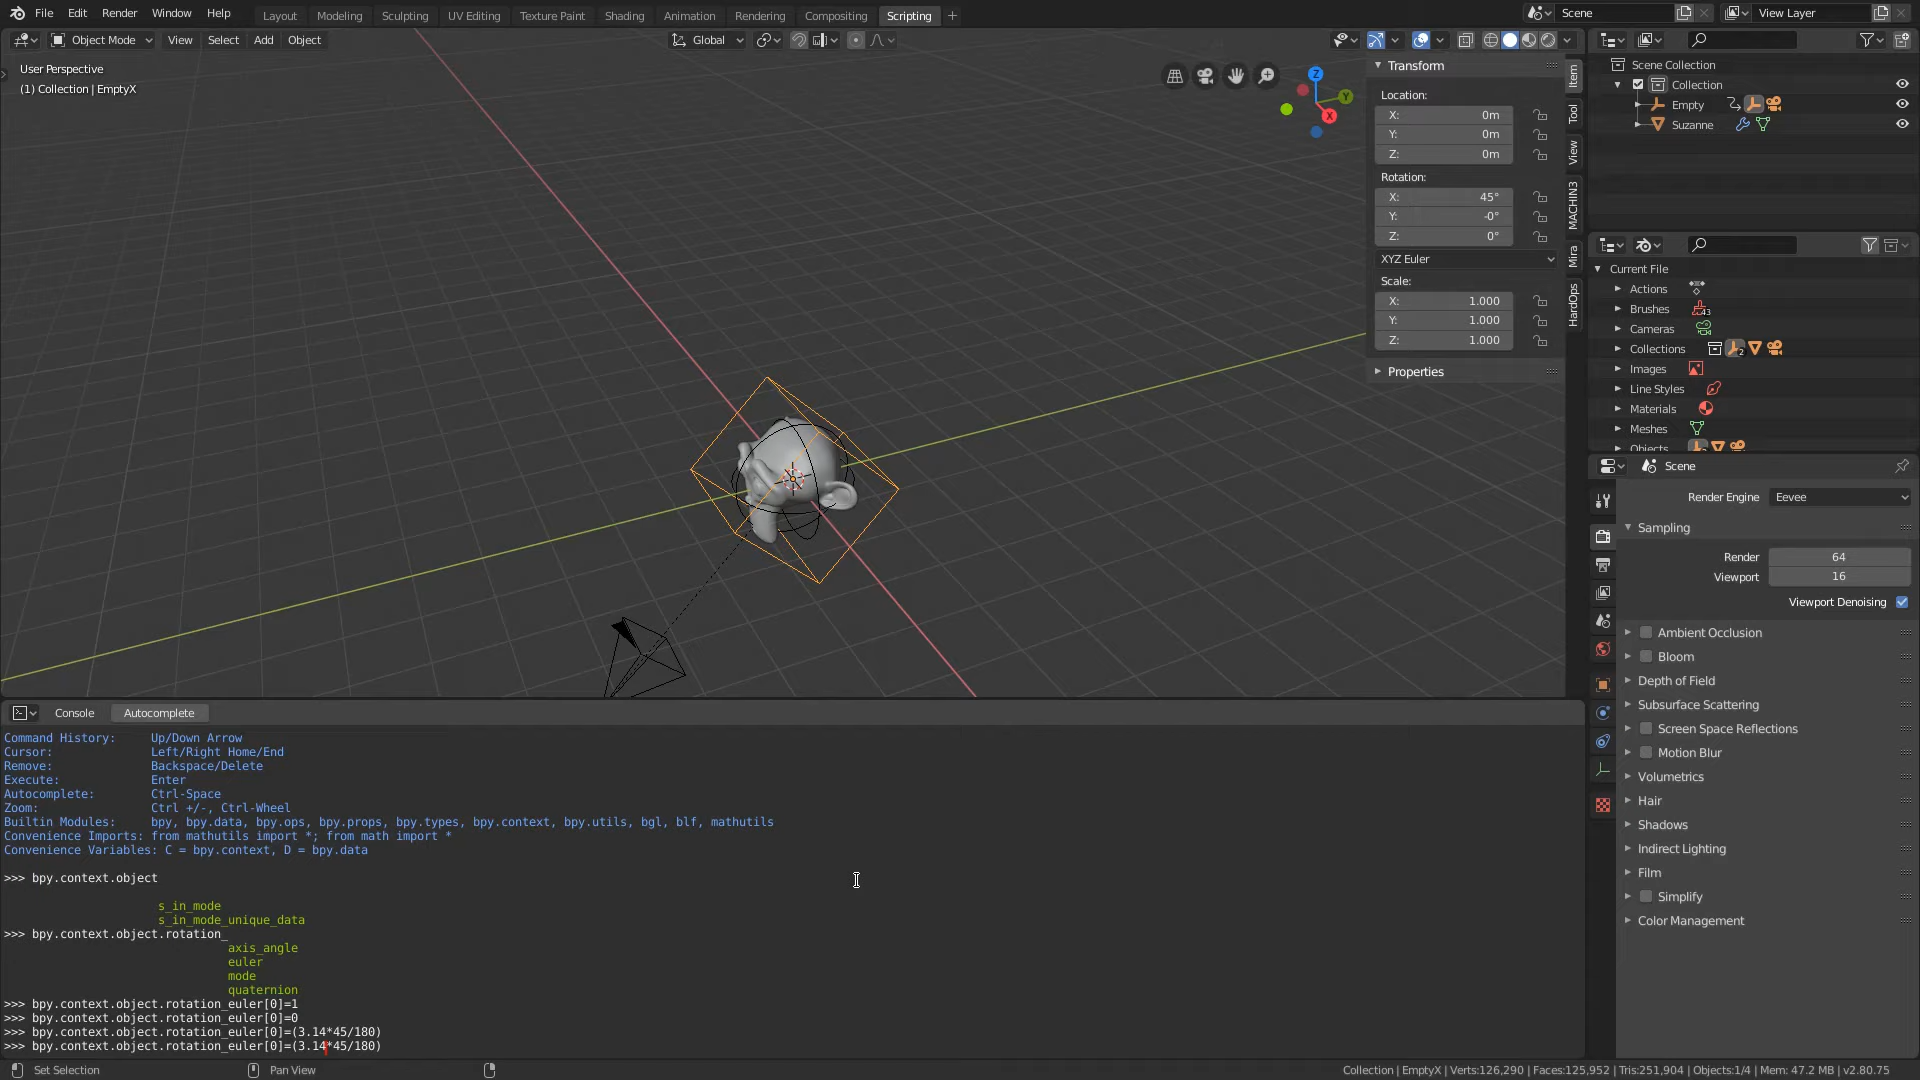 File Edit Render Window Help Layout Modeling Sculpting UV Editing Texture Paint Shading Animation Rendering Compositing Scripting + Scene View Layer
Object Mode View Select Add Object Global
User Perspective
(1) Collection | EmptyX
Z
Y
X
Transform
Location:
X: 0m
Y: 0m
Z: 0m
Rotation:
X: 45°
Y: -0°
Z: 0°
XYZ Euler
Scale:
X: 1.000
Y: 1.000
Z: 1.000
Properties
Item
Tool
View
MACHIN3
Mira
HardOps
Scene Collection
Collection
Empty
Suzanne
Current File
Actions
Brushes 43
Cameras
Collections 2
Images
Line Styles
Materials
Meshes
Objects
Scene
Render Engine Eevee
Sampling
Render 64
Viewport 16
Viewport Denoising
Ambient Occlusion
Bloom
Depth of Field
Subsurface Scattering
Screen Space Reflections
Motion Blur
Volumetrics
Hair
Shadows
Indirect Lighting
Film
Simplify
Color Management
Console Autocomplete
Command History: Up/Down Arrow
Cursor: Left/Right Home/End
Remove: Backspace/Delete
Execute: Enter
Autocomplete: Ctrl-Space
Zoom: Ctrl +/-, Ctrl-Wheel
Builtin Modules: bpy, bpy.data, bpy.ops, bpy.props, bpy.types, bpy.context, bpy.utils, bgl, blf, mathutils
Convenience Imports: from mathutils import *; from math import *
Convenience Variables: C = bpy.context, D = bpy.data
>>> bpy.context.object
s_in_mode
s_in_mode_unique_data
>>> bpy.context.object.rotation_
axis_angle
euler
mode
quaternion
>>> bpy.context.object.rotation_euler[0]=1
>>> bpy.context.object.rotation_euler[0]=0
>>> bpy.context.object.rotation_euler[0]=(3.14*45/180)
>>> bpy.context.object.rotation_euler[0]=(3.14*45/180)
Set Selection Pan View Collection | EmptyX | Verts:126,290 | Faces:125,952 | Tris:251,904 | Objects:1/4 | Mem: 47.2 MB | v2.80.75